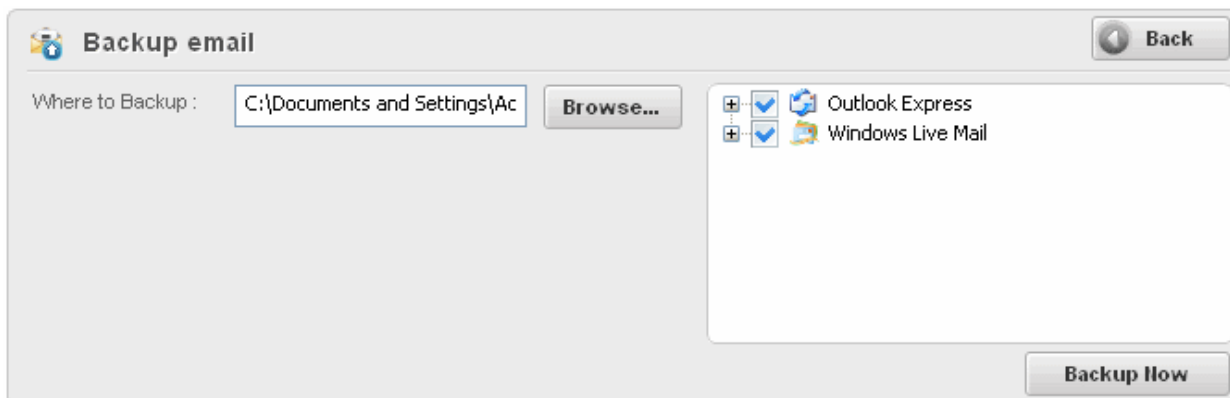 Backup email
Back
Where to Backup :
C:\Documents and Settings\Ac
Browse...
Outlook Express
Windows Live Mail
Backup Now